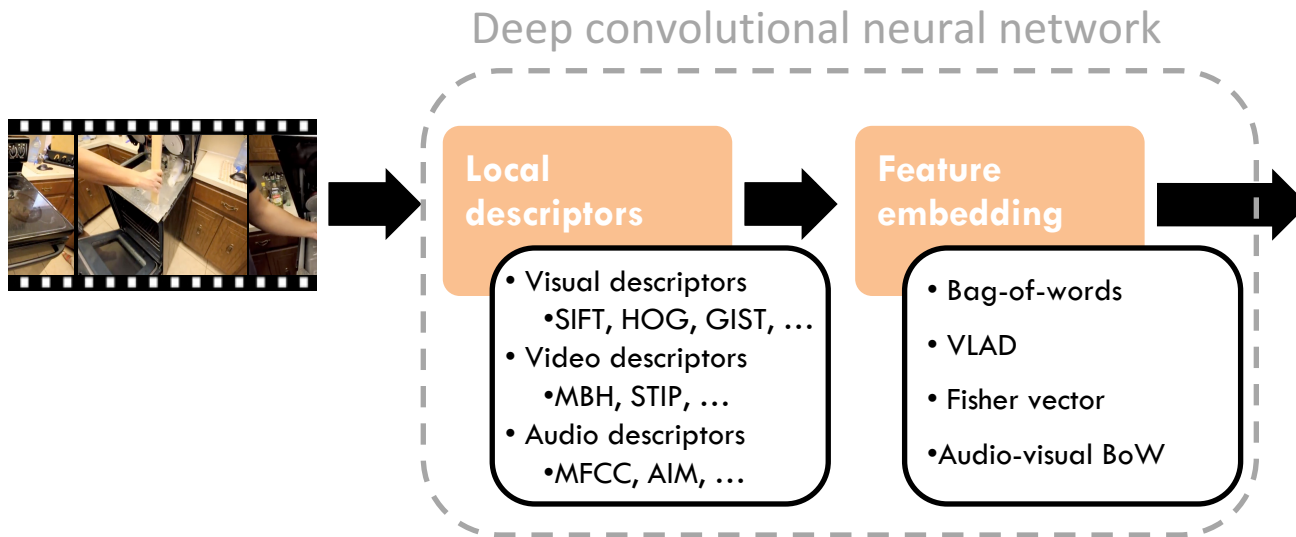 Deep convolutional neural network
Local
descriptors
Feature
embedding
• Visual descriptors
•SIFT, HOG, GIST, …
• Video descriptors
•MBH, STIP, …
• Audio descriptors
•MFCC, AIM, …
• Bag-of-words
• VLAD
• Fisher vector
•Audio-visual BoW